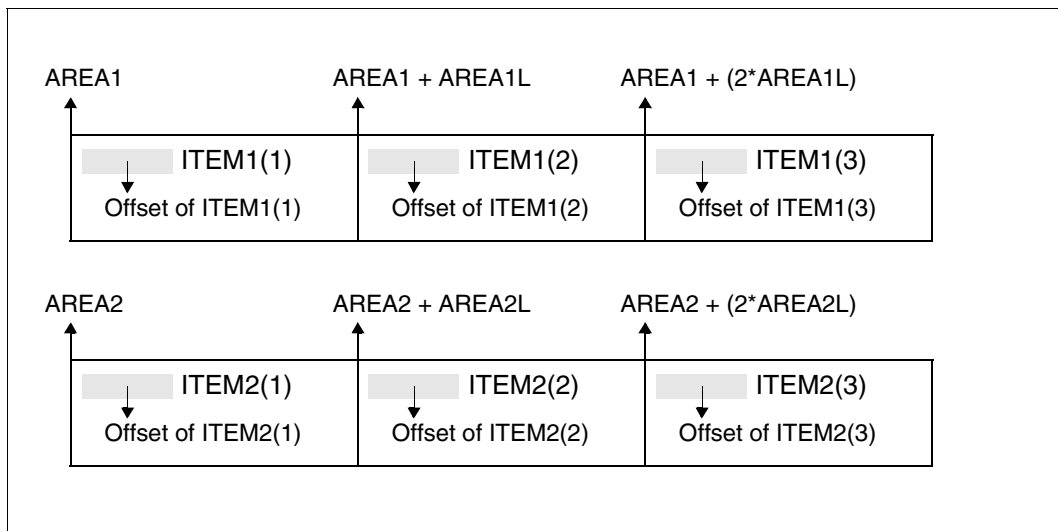 AREA1 AREA1 + AREA1L AREA1 + (2*AREA1L)
ITEM1(1) ITEM1(2) ITEM1(3)
Offset of ITEM1(1) Offset of ITEM1(2) Offset of ITEM1(3)
AREA2 AREA2 + AREA2L AREA2 + (2*AREA2L)
ITEM2(1) ITEM2(2) ITEM2(3)
Offset of ITEM2(1) Offset of ITEM2(2) Offset of ITEM2(3)